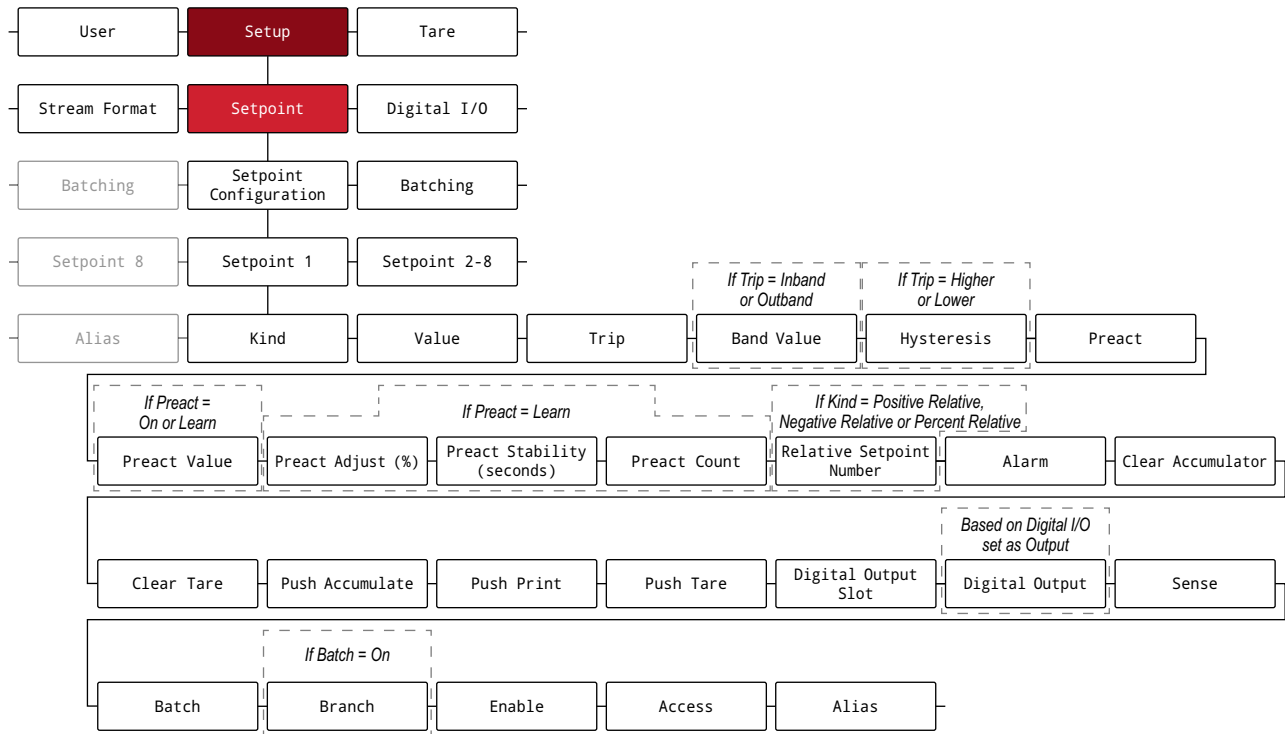 User
Setup
Tare
Stream Format
Setpoint
Digital I/O
Batching
Setpoint
Configuration
Batching
Setpoint 8
Setpoint 1
Setpoint 2-8
If Trip = Inband
or Outband
If Trip = Higher
or Lower
Alias
Kind
Value
Trip
Band Value
Hysteresis
Preact
If Preact =
On or Learn
If Preact = Learn
If Kind = Positive Relative,
Negative Relative or Percent Relative
Preact Value
Preact Adjust (%)
Preact Stability
(seconds)
Preact Count
Relative Setpoint
Number
Alarm
Clear Accumulator
Based on Digital I/O
set as Output
Clear Tare
Push Accumulate
Push Print
Push Tare
Digital Output
Slot
Digital Output
Sense
If Batch = On
Batch
Branch
Enable
Access
Alias